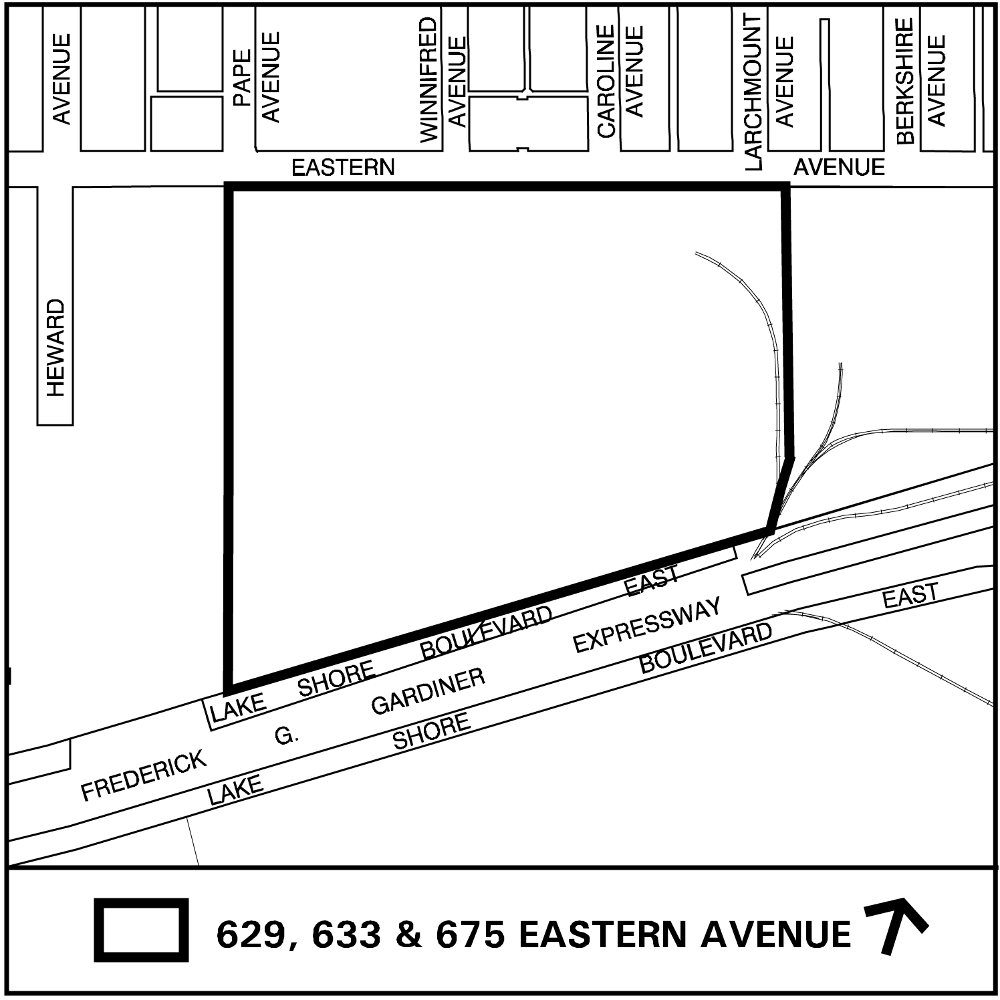 AVENUE
PAPE
AVENUE
WINNIFRED
AVENUE
CAROLINE
AVENUE
LARCHMOUNT
AVENUE
BERKSHIRE
AVENUE
EASTERN AVENUE
HEWARD
LAKE SHORE BOULEVARD EAST
FREDERICK G. GARDINER EXPRESSWAY
LAKE SHORE BOULEVARD EAST
629, 633 & 675 EASTERN AVENUE